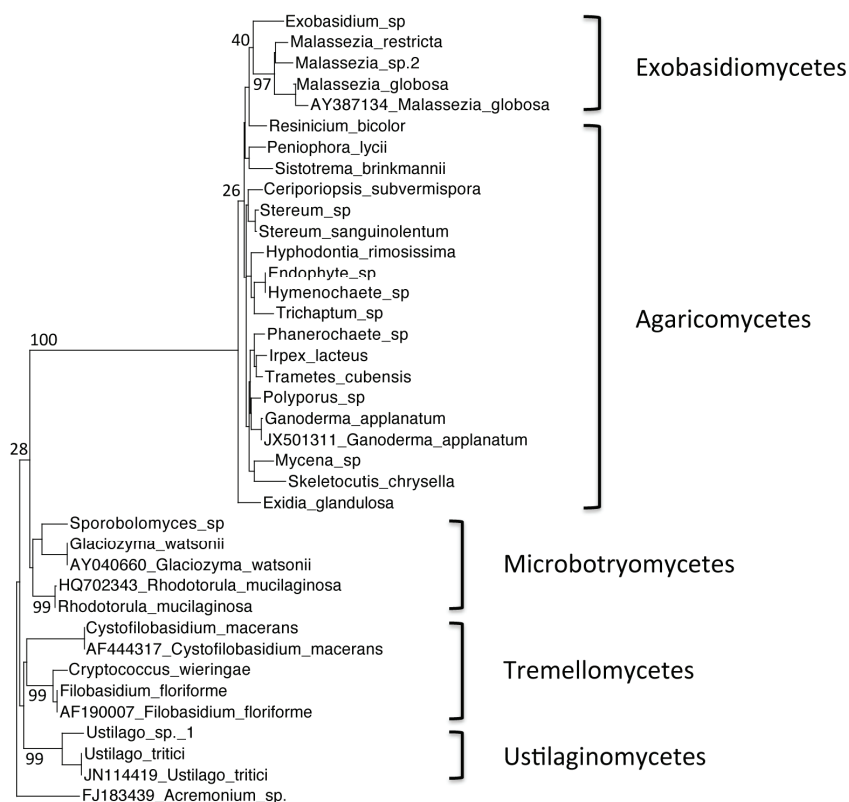 Exobasidium_sp
40
Malassezia_restricta
Malassezia_sp.2
97
Malassezia_globosa
AY387134_Malassezia_globosa
Exobasidiomycetes
Resinicium_bicolor
Peniophora_lycii
Sistotrema_brinkmannii
26
Ceriporiopsis_subvermispora
Stereum_sp
Stereum_sanguinolentum
Hyphodontia_rimosissima
Endophyte_sp
Hymenochaete_sp
Trichaptum_sp
Agaricomycetes
Phanerochaete_sp
100
Irpex_lacteus
Trametes_cubensis
Polyporus_sp
Ganoderma_applanatum
JX501311_Ganoderma_applanatum
28
Mycena_sp
Skeletocutis_chrysella
Exidia_glandulosa
Sporobolomyces_sp
Glaciozyma_watsonii
AY040660_Glaciozyma_watsonii
Microbotryomycetes
HQ702343_Rhodotorula_mucilaginosa
99
Rhodotorula_mucilaginosa
Cystofilobasidium_macerans
AF444317_Cystofilobasidium_macerans
Cryptococcus_wieringae
Tremellomycetes
99
Filobasidium_floriforme
AF190007_Filobasidium_floriforme
Ustilago_sp._1
99
Ustilago_tritici
Ustilaginomycetes
JN114419_Ustilago_tritici
FJ183439_Acremonium_sp.